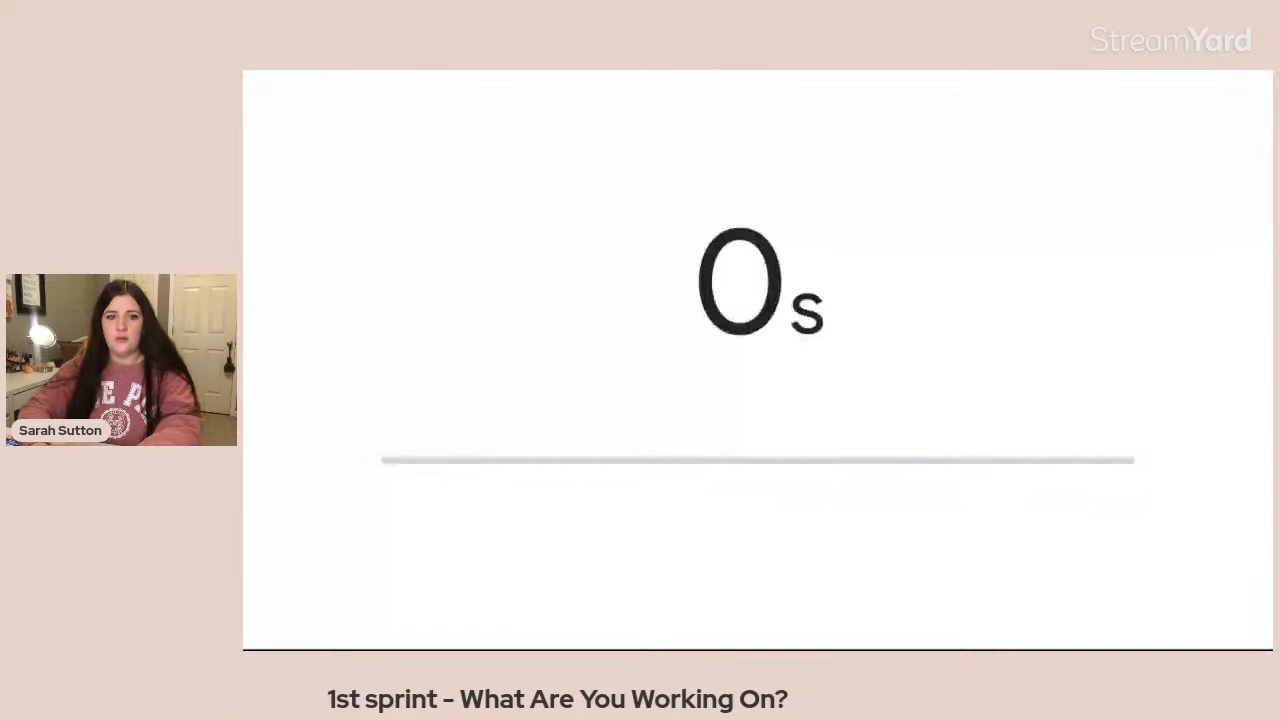 StreamYard
0s
E P
Sarah Sutton
1st sprint - What Are You Working On?